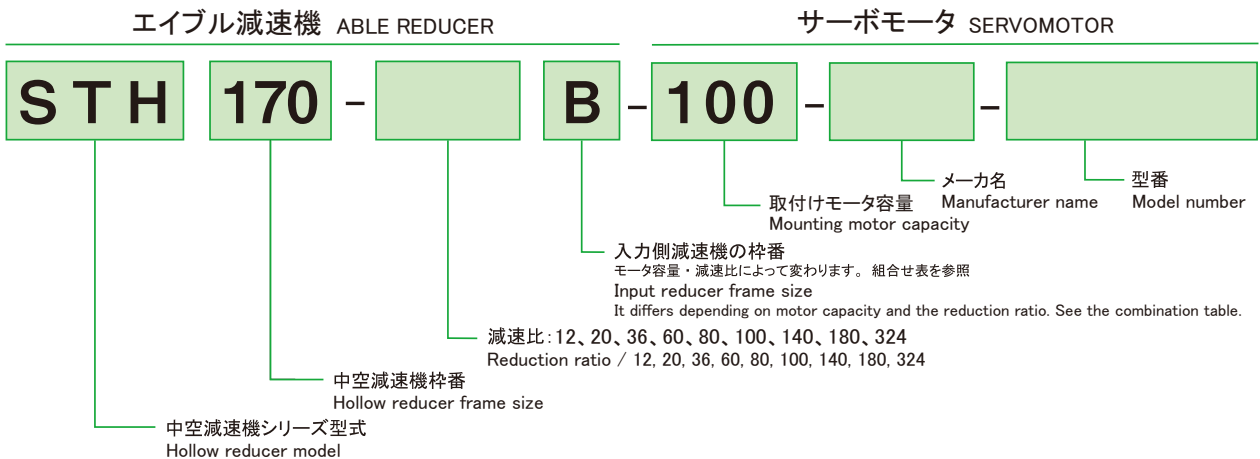 エイブル減速機 ABLE REDUCER
サーボモータ SERVOMOTOR
STH 170 - B - 100 - -
メーカ名
Manufacturer name
型番
Model number
取付けモータ容量
Mounting motor capacity
入力側減速機の枠番
モータ容量・減速比によって変わります。 組合せ表を参照
Input reducer frame size
It differs depending on motor capacity and the reduction ratio. See the combination table.
減速比:12、20、36、60、80、100、140、180、324
Reduction ratio / 12, 20, 36, 60, 80, 100, 140, 180, 324
中空減速機枠番
Hollow reducer frame size
中空減速機シリーズ型式
Hollow reducer model